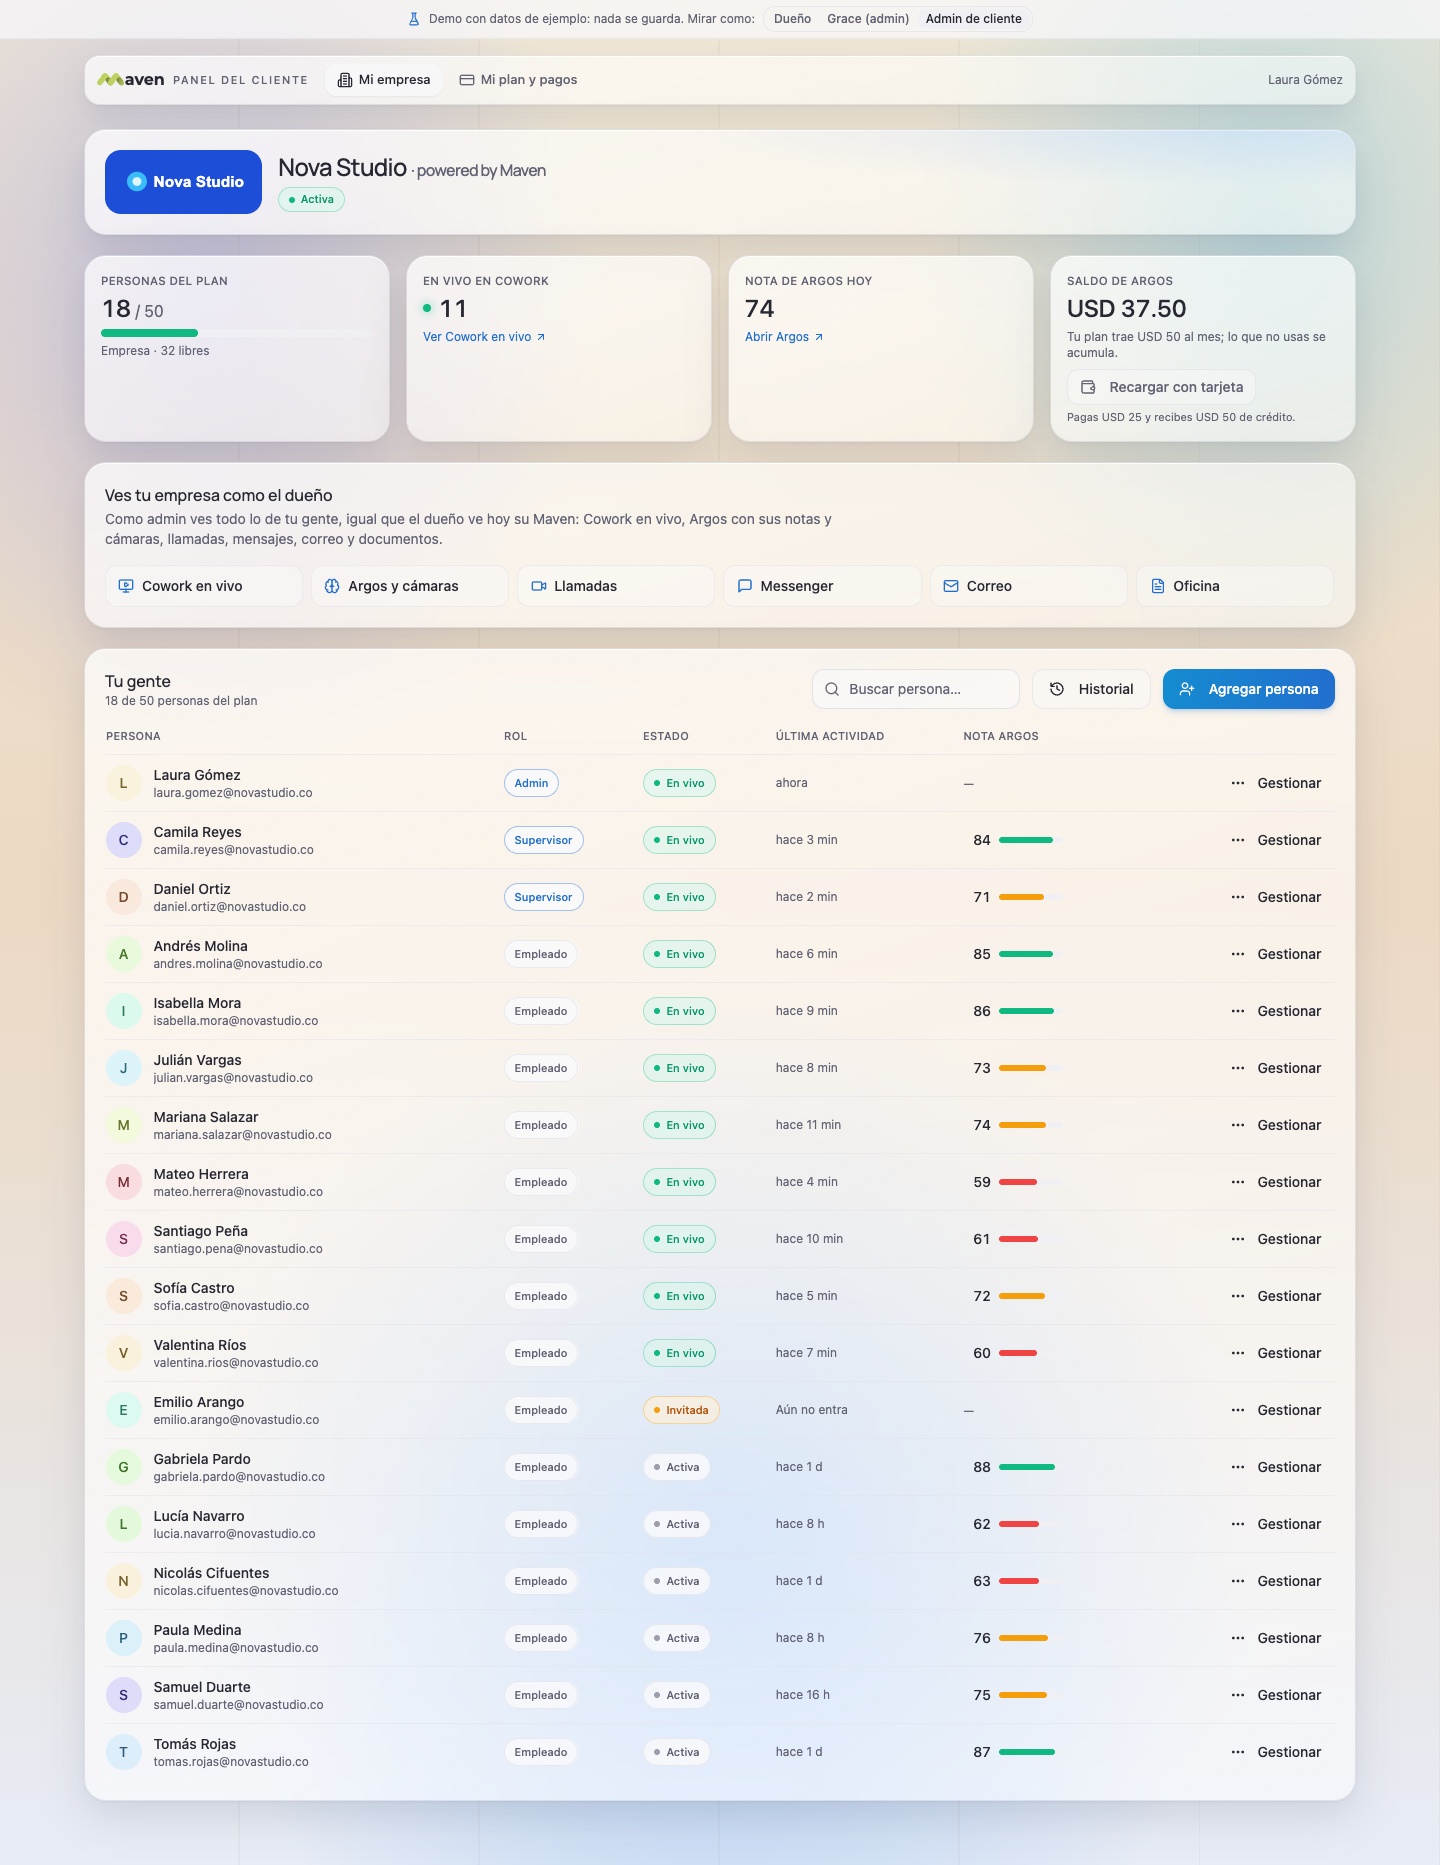 Demo con datos de ejemplo: nada se guarda. Mirar como: Dueño Grace (admin) Admin de cliente
Maven PANEL DEL CLIENTE Mi empresa Mi plan y pagos Laura Gómez
Nova Studio
Nova Studio · powered by Maven
Activa
PERSONAS DEL PLAN
18 / 50
Empresa · 32 libres
EN VIVO EN COWORK
11
Ver Cowork en vivo
NOTA DE ARGOS HOY
74
Abrir Argos
SALDO DE ARGOS
USD 37.50
Tu plan trae USD 50 al mes; lo que no usas se
acumula.
Recargar con tarjeta
Pagas USD 25 y recibes USD 50 de crédito.
Ves tu empresa como el dueño
Como admin ves todo lo de tu gente, igual que el dueño ve hoy su Maven: Cowork en vivo, Argos con sus notas y
cámaras, llamadas, mensajes, correo y documentos.
Cowork en vivo Argos y cámaras Llamadas Messenger Correo Oficina
Tu gente
18 de 50 personas del plan
Buscar persona... Historial Agregar persona
PERSONA ROL ESTADO ÚLTIMA ACTIVIDAD NOTA ARGOS
L Laura Gómez Admin En vivo ahora — ··· Gestionar
laura.gomez@novastudio.co
C Camila Reyes Supervisor En vivo hace 3 min 84 ··· Gestionar
camila.reyes@novastudio.co
D Daniel Ortiz Supervisor En vivo hace 2 min 71 ··· Gestionar
daniel.ortiz@novastudio.co
A Andrés Molina Empleado En vivo hace 6 min 85 ··· Gestionar
andres.molina@novastudio.co
I Isabella Mora Empleado En vivo hace 9 min 86 ··· Gestionar
isabella.mora@novastudio.co
J Julián Vargas Empleado En vivo hace 8 min 73 ··· Gestionar
julian.vargas@novastudio.co
M Mariana Salazar Empleado En vivo hace 11 min 74 ··· Gestionar
mariana.salazar@novastudio.co
M Mateo Herrera Empleado En vivo hace 4 min 59 ··· Gestionar
mateo.herrera@novastudio.co
S Santiago Peña Empleado En vivo hace 10 min 61 ··· Gestionar
santiago.pena@novastudio.co
S Sofía Castro Empleado En vivo hace 5 min 72 ··· Gestionar
sofia.castro@novastudio.co
V Valentina Ríos Empleado En vivo hace 7 min 60 ··· Gestionar
valentina.rios@novastudio.co
E Emilio Arango Empleado Invitada Aún no entra — ··· Gestionar
emilio.arango@novastudio.co
G Gabriela Pardo Empleado Activa hace 1 d 88 ··· Gestionar
gabriela.pardo@novastudio.co
L Lucía Navarro Empleado Activa hace 8 h 62 ··· Gestionar
lucia.navarro@novastudio.co
N Nicolás Cifuentes Empleado Activa hace 1 d 63 ··· Gestionar
nicolas.cifuentes@novastudio.co
P Paula Medina Empleado Activa hace 8 h 76 ··· Gestionar
paula.medina@novastudio.co
S Samuel Duarte Empleado Activa hace 16 h 75 ··· Gestionar
samuel.duarte@novastudio.co
T Tomás Rojas Empleado Activa hace 1 d 87 ··· Gestionar
tomas.rojas@novastudio.co